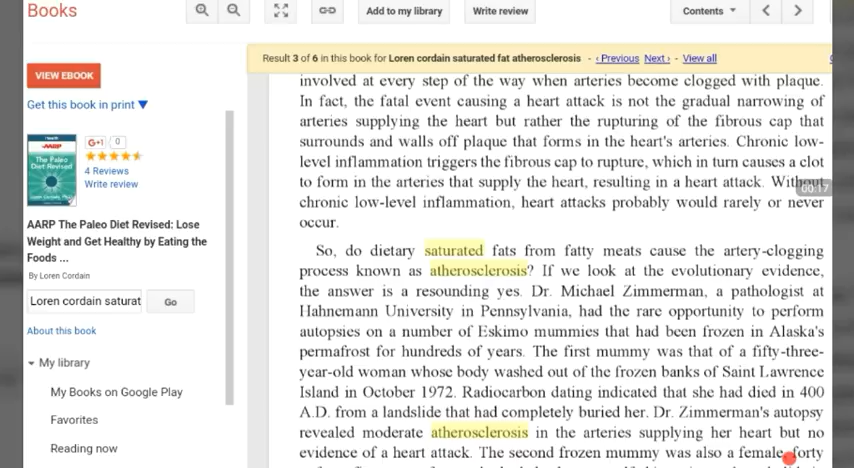 Books
Add to my library
Write review
Contents
Result 3 of 6 in this book for Loren cordain saturated fat atherosclerosis - ‹ Previous Next › - View all
VIEW EBOOK
Get this book in print ▼
G+1 0
4 Reviews
Write review
AARP The Paleo Diet Revised: Lose
Weight and Get Healthy by Eating the
Foods ...
By Loren Cordain
Loren cordain saturat
Go
About this book
My library
My Books on Google Play
Favorites
Reading now
Health
AARP
The Paleo
Diet Revised
involved at every step of the way when arteries become clogged with plaque.
In fact, the fatal event causing a heart attack is not the gradual narrowing of
arteries supplying the heart but rather the rupturing of the fibrous cap that
surrounds and walls off plaque that forms in the heart's arteries. Chronic low-
level inflammation triggers the fibrous cap to rupture, which in turn causes a clot
to form in the arteries that supply the heart, resulting in a heart attack. Without
chronic low-level inflammation, heart attacks probably would rarely or never
occur.
So, do dietary saturated fats from fatty meats cause the artery-clogging
process known as atherosclerosis? If we look at the evolutionary evidence,
the answer is a resounding yes. Dr. Michael Zimmerman, a pathologist at
Hahnemann University in Pennsylvania, had the rare opportunity to perform
autopsies on a number of Eskimo mummies that had been frozen in Alaska's
permafrost for hundreds of years. The first mummy was that of a fifty-three-
year-old woman whose body washed out of the frozen banks of Saint Lawrence
Island in October 1972. Radiocarbon dating indicated that she had died in 400
A.D. from a landslide that had completely buried her. Dr. Zimmerman's autopsy
revealed moderate atherosclerosis in the arteries supplying her heart but no
evidence of a heart attack. The second frozen mummy was also a female, forty
00:17